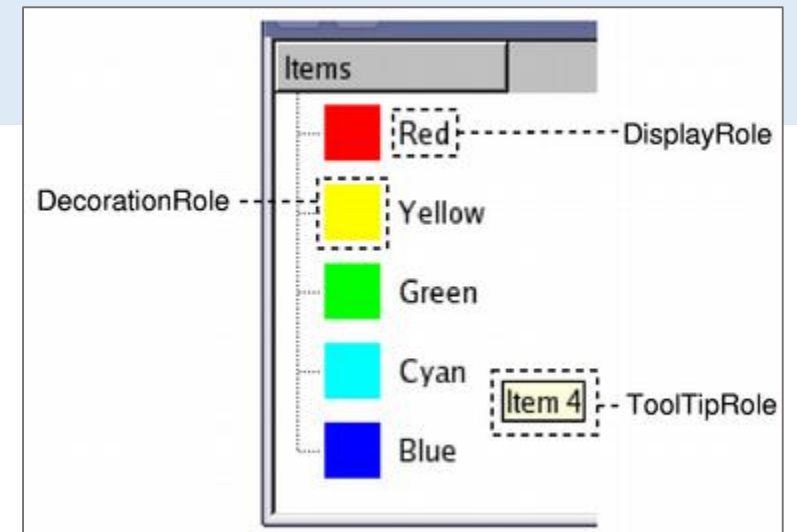 Items
Red
DisplayRole
DecorationRole
Yellow
Green
Cyan
Item 4
ToolTipRole
Blue